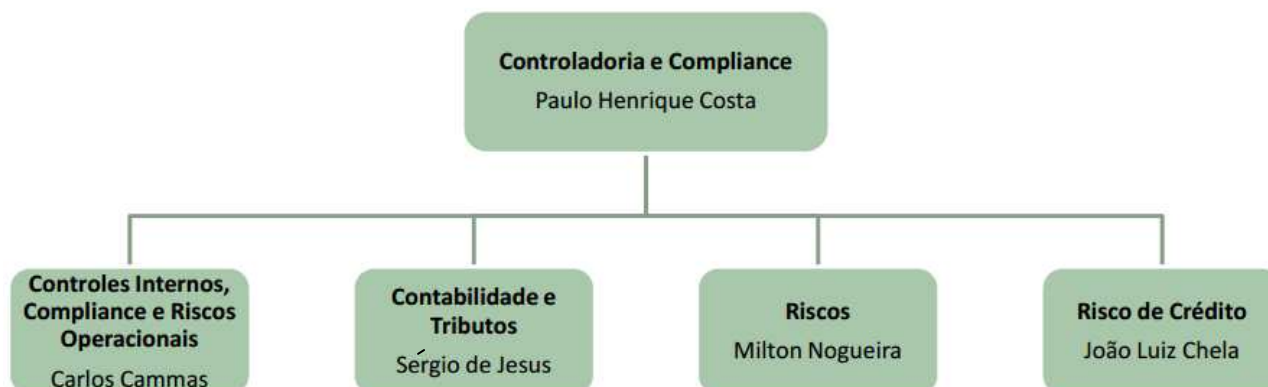 Controladoria e Compliance
Paulo Henrique Costa
Controles Internos,
Compliance e Riscos
Operacionais
Carlos Cammas
Contabilidade e
Tributos
Sérgio de Jesus
Riscos
Milton Nogueira
Risco de Crédito
João Luiz Chela